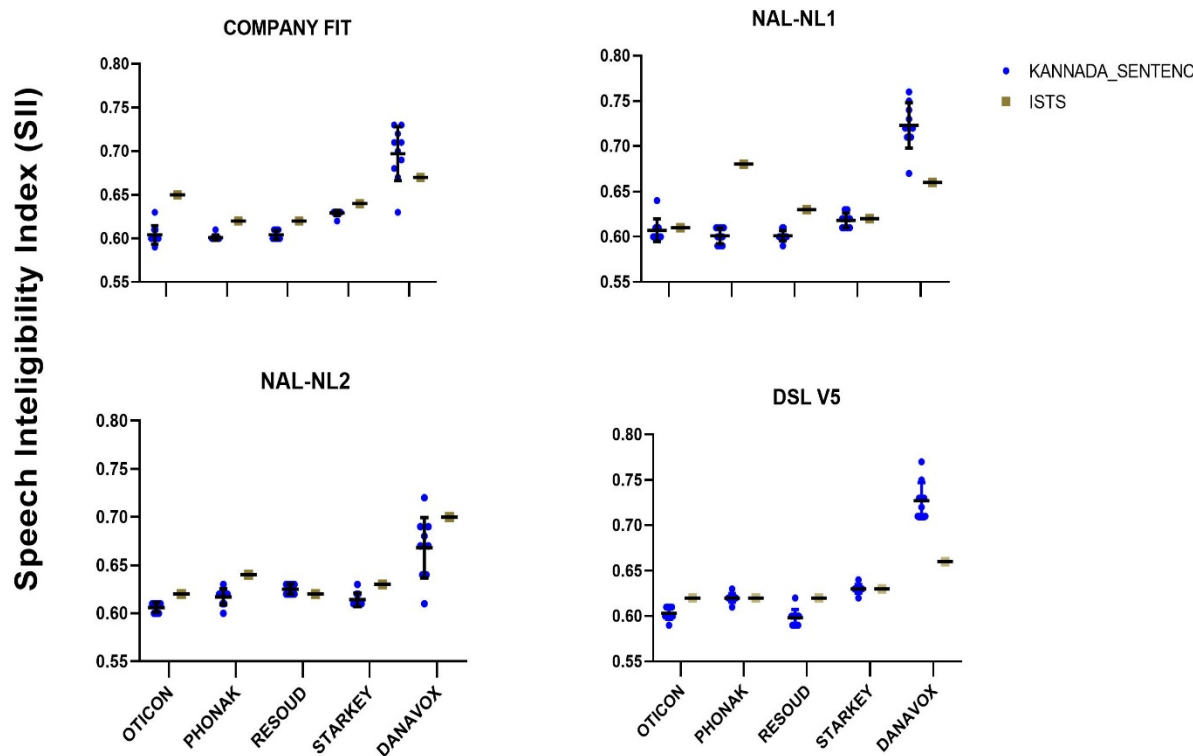 Speech Inteligibility Index (SII)
COMPANY FIT
0.80
0.75
0.70
0.65
0.60
0.55
NAL-NL1
0.80
0.75
0.70
0.65
0.60
0.55
KANNADA_SENTENC
ISTS
NAL-NL2
0.80
0.75
0.70
0.65
0.60
0.55
OTICON
PHONAK
RESOUD
STARKEY
DANAVOX
DSL V5
0.80
0.75
0.70
0.65
0.60
0.55
OTICON
PHONAK
RESOUD
STARKEY
DANAVOX